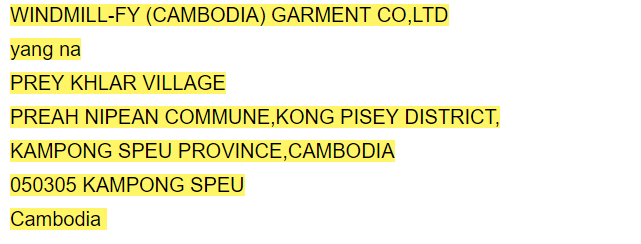 WINDMILL-FY (CAMBODIA) GARMENT CO,LTD
yang na
PREY KHLAR VILLAGE
PREAH NIPEAN COMMUNE,KONG PISEY DISTRICT,
KAMPONG SPEU PROVINCE,CAMBODIA
050305 KAMPONG SPEU
Cambodia